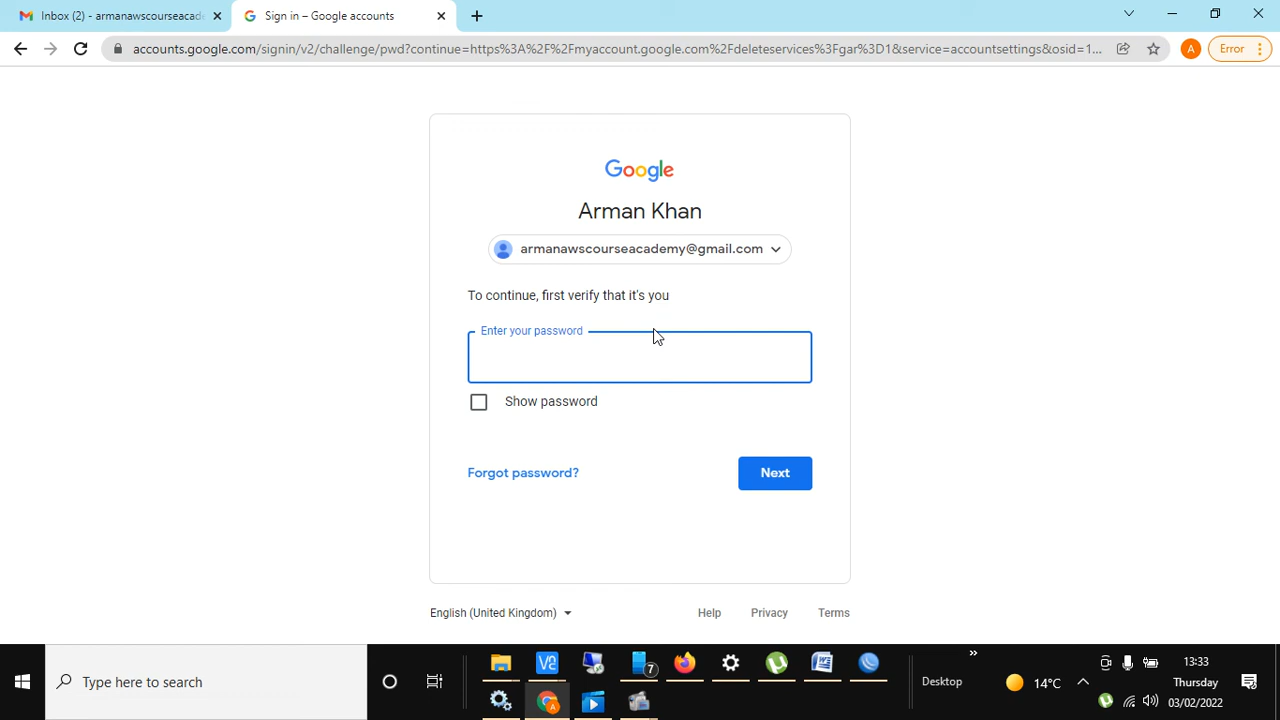 Inbox (2) - armanawscourseacade
Sign in – Google accounts
accounts.google.com/signin/v2/challenge/pwd?continue=https%3A%2F%2Fmyaccount.google.com%2Fdeleteservices%3Fgar%3D1&service=accountsettings&osid=1...
A
Error
Google
Arman Khan
armanawscourseacademy@gmail.com
To continue, first verify that it's you
Enter your password
Show password
Forgot password?
Next
English (United Kingdom)
Help
Privacy
Terms
Type here to search
7
Desktop
14°C
13:33
Thursday
03/02/2022